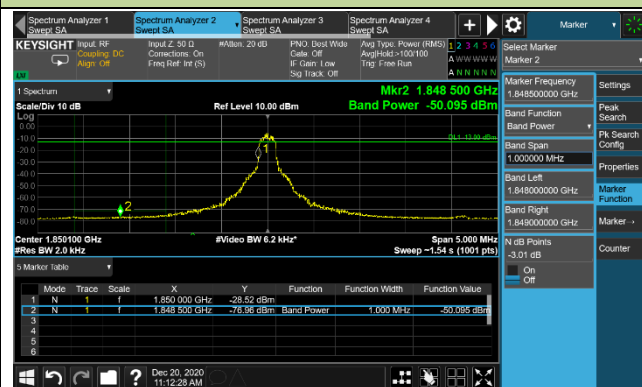 Spectrum Analyzer 1
Swept SA
Spectrum Analyzer 2
Swept SA
Spectrum Analyzer 3
Swept SA
Spectrum Analyzer 4
Swept SA
+
Marker
KEYSIGHT
Input: RF
Coupling: DC
Align: Off
Input Z: 50 Ω
Corrections: On
Freq Ref: Int (S)
#Atten: 20 dB
PNO: Best Wide
Gate: Off
IF Gain: Low
Sig Track: Off
Avg Type: Power (RMS)
Avg|Hold:>100/100
Trig: Free Run
1 2 3 4 5 6
A WW WW W
A N N N N N
LXI
Select Marker
Marker 2
1 Spectrum
Scale/Div 10 dB
Ref Level 10.00 dBm
Mkr2 1.848 500 GHz
Band Power -50.095 dBm
Log
0.00
-10.0
-20.0
-30.0
-40.0
-50.0
-60.0
-70.0
-80.0
DL1 -13.00 dBm
1
2
Center 1.850100 GHz
#Video BW 6.2 kHz*
Span 5.000 MHz
#Res BW 2.0 kHz
Sweep ~1.54 s (1001 pts)
5 Marker Table
Mode Trace Scale X Y Function Function Width Function Value
1 N 1 f 1.850 000 GHz -28.52 dBm
2 N 1 f 1.848 500 GHz -76.96 dBm Band Power 1.000 MHz -50.095 dBm
3
4
5
6
Marker Frequency
1.848500000 GHz
Band Function
Band Power
Band Span
1.000000 MHz
Band Left
1.848000000 GHz
Band Right
1.849000000 GHz
N dB Points
-3.01 dB
On
Off
Settings
Peak
Search
Pk Search
Config
Properties
Marker
Function
Marker→
Counter
?
Dec 20, 2020
11:12:28 AM